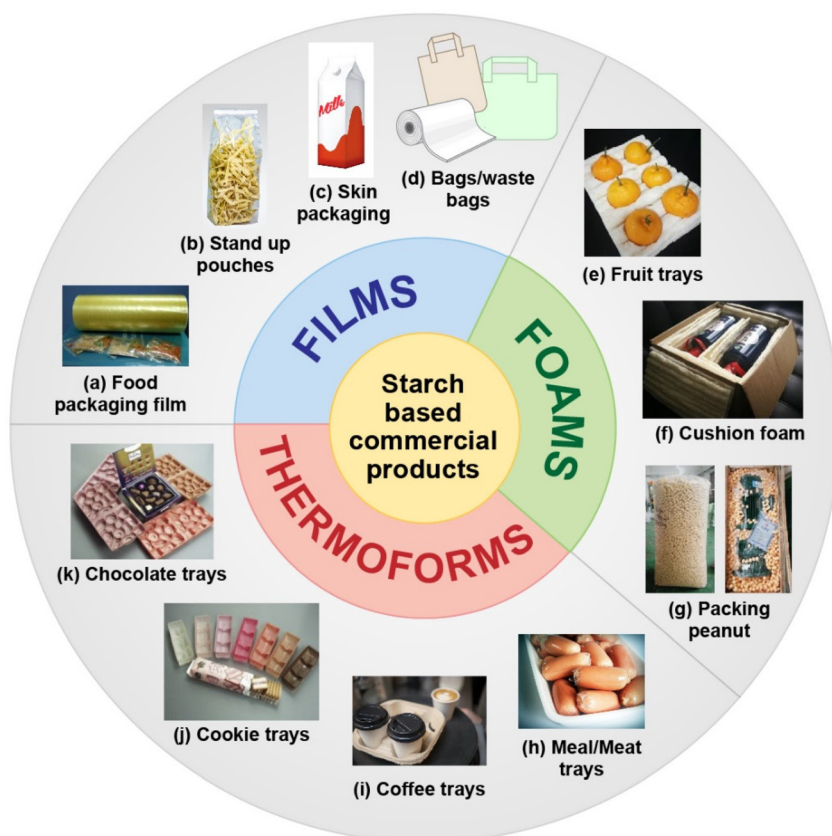 Milk
(c) Skin
packaging
(d) Bags/waste
bags
(b) Stand up
pouches
(e) Fruit trays
(a) Food
packaging film
FILMS
FOAMS
THERMOFORMS
Starch
based
commercial
products
(f) Cushion foam
(k) Chocolate trays
(g) Packing
peanut
(j) Cookie trays
(h) Meal/Meat
trays
(i) Coffee trays